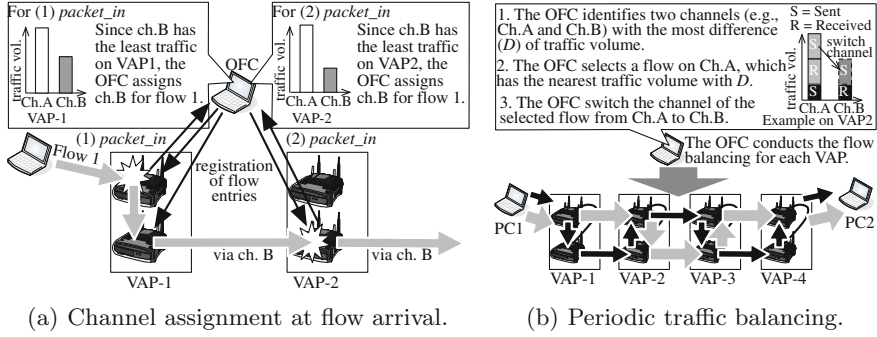 For (1) packet_in
traffic vol.
Ch.A
Ch.B
VAP-1
Since ch.B has
the least traffic
on VAP1, the
OFC assigns
ch.B for flow 1.
OFC
For (2) packet_in
traffic vol.
Ch.A
Ch.B
VAP-2
Since ch.B has
the least traffic
on VAP2, the
OFC assigns
ch.B for flow 1.
(1) packet_in
(2) packet_in
Flow 1
registration
of flow
entries
via ch. B
via ch. B
VAP-1
VAP-2
(a) Channel assignment at flow arrival.
1. The OFC identifies two channels (e.g.,
Ch.A and Ch.B) with the most difference
(D) of traffic volume.
2. The OFC selects a flow on Ch.A, which
has the nearest traffic volume with D.
3. The OFC switch the channel of the
selected flow from Ch.A to Ch.B.
S = Sent
R = Received
traffic vol.
switch
channel
S
R
S
S
R
Ch.A
Ch.B
Example on VAP2
The OFC conducts the flow
balancing for each VAP.
PC1
PC2
VAP-1
VAP-2
VAP-3
VAP-4
(b) Periodic traffic balancing.